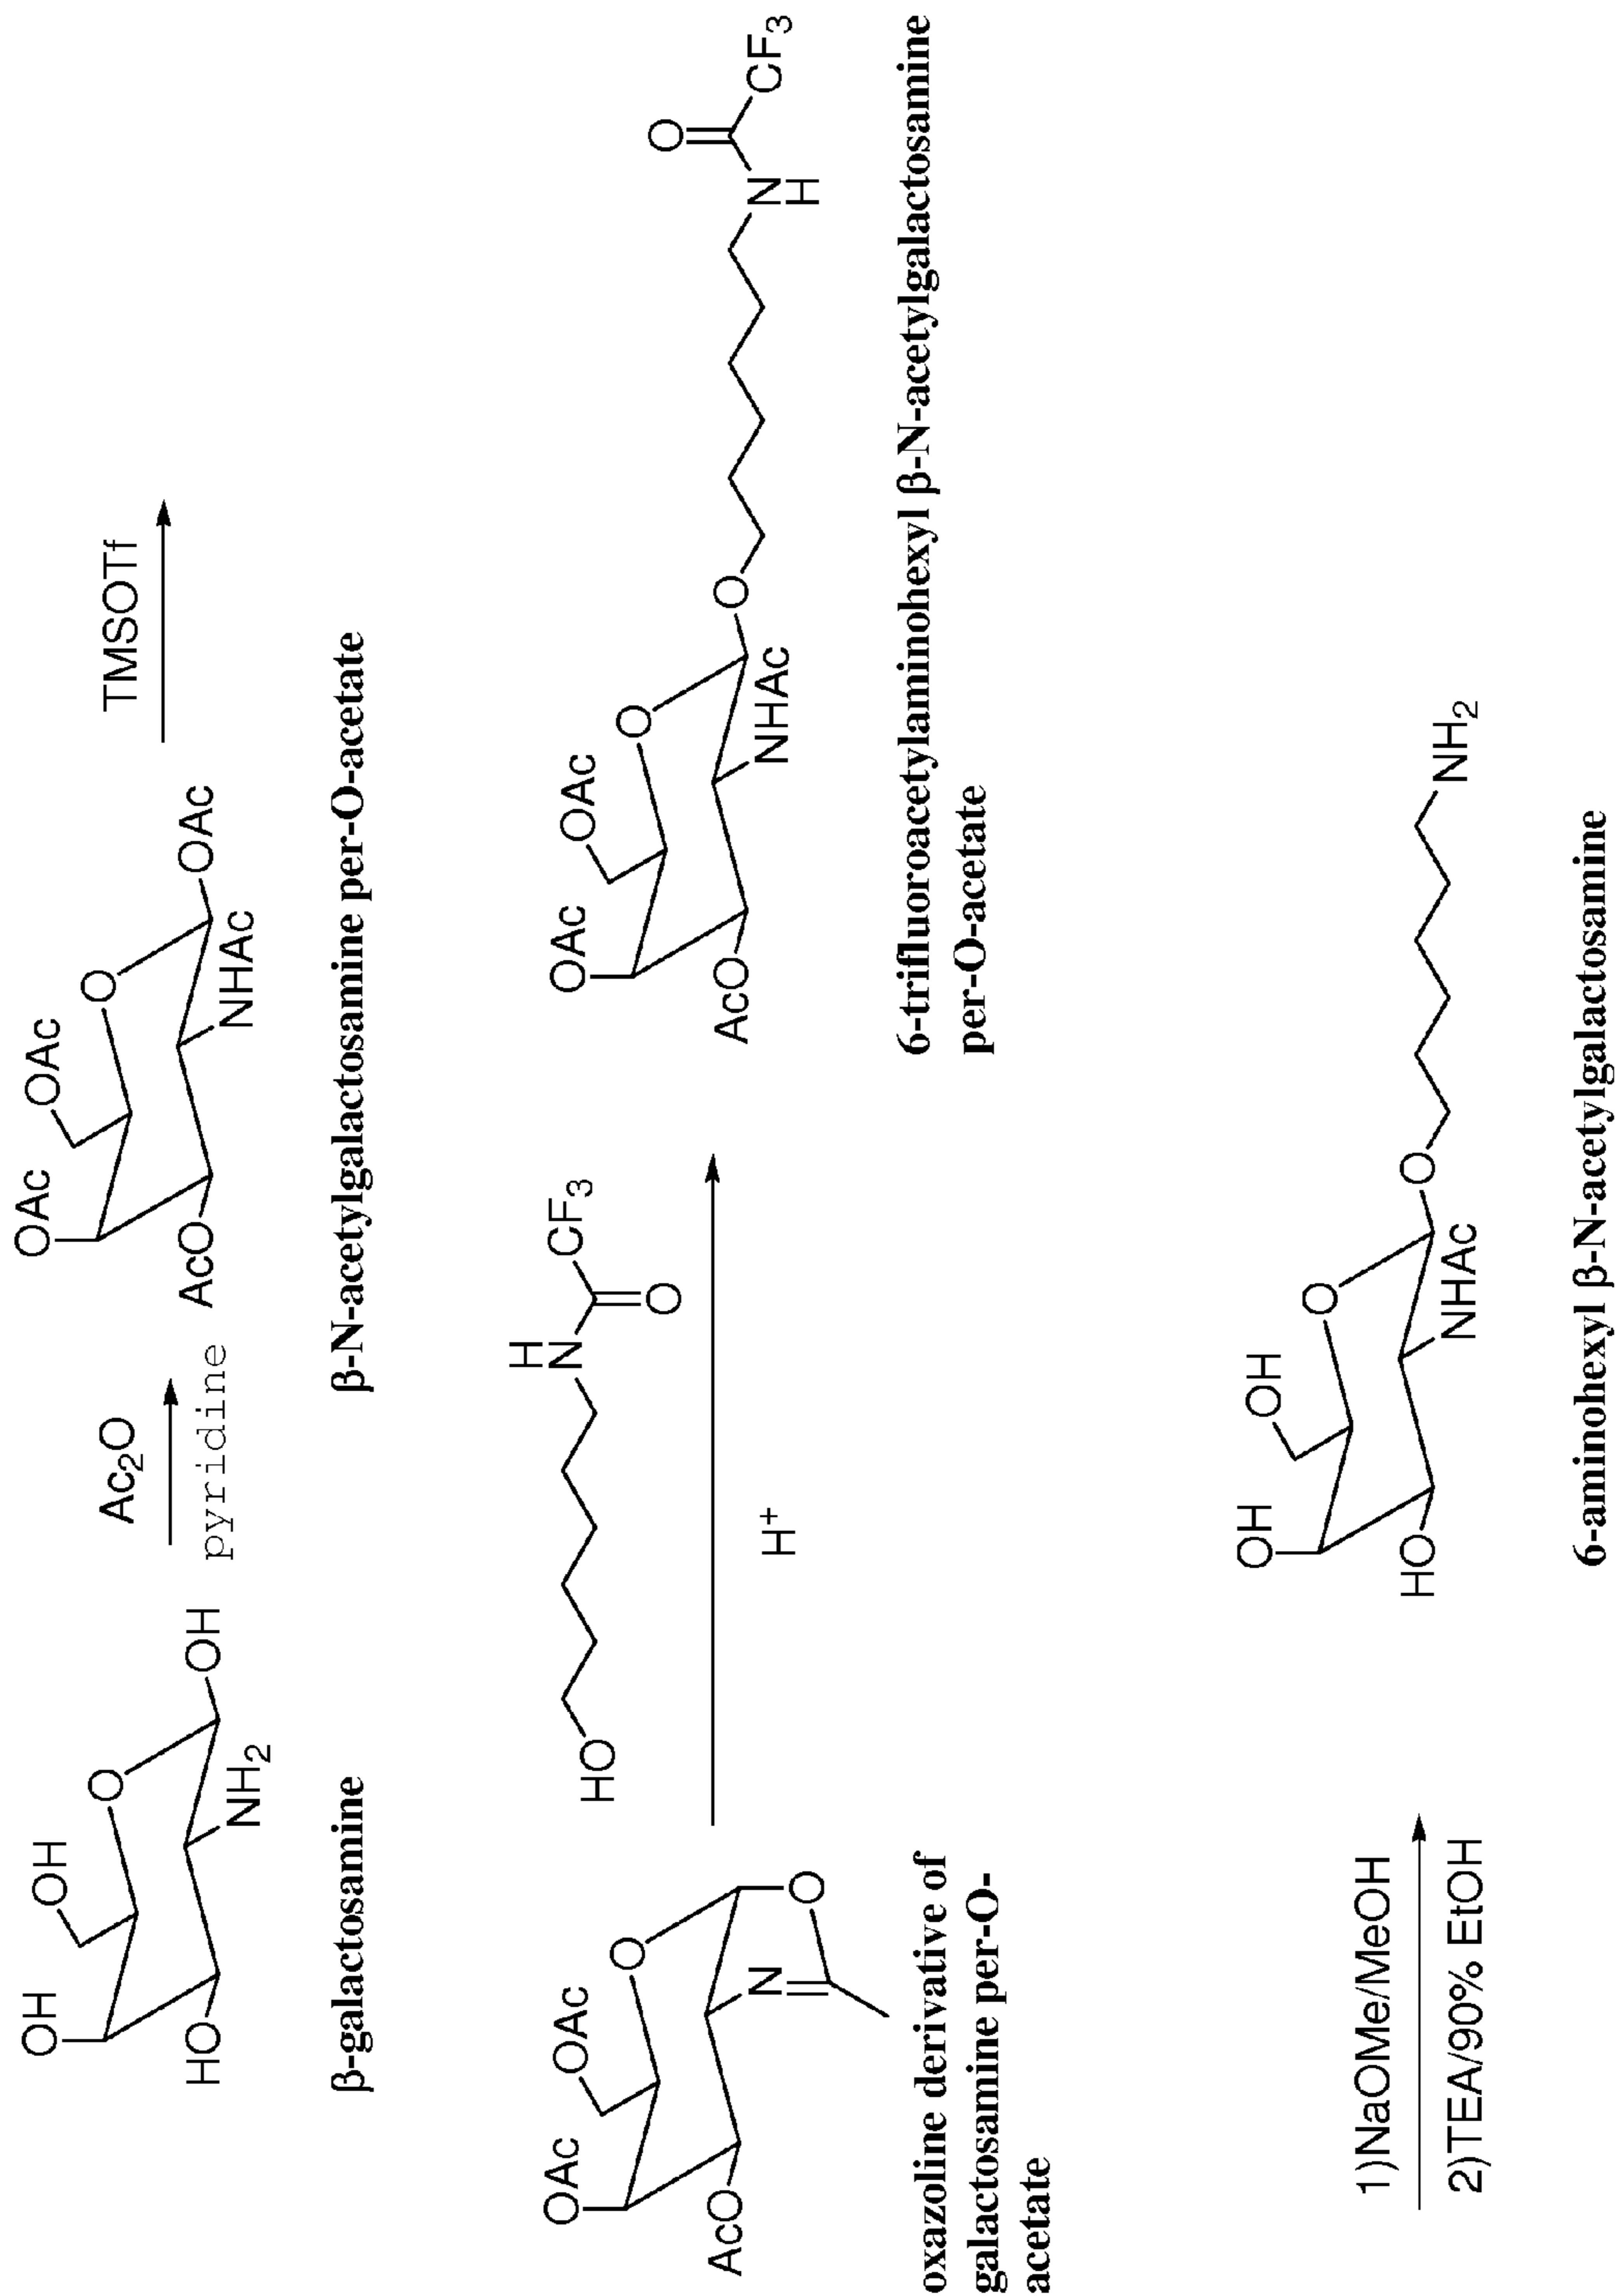 OH
OH
O
HO
NH2
OH
β-galactosamine
Ac2O
pyridine
OAc
OAc
O
AcO
NHAc
OAc
β-N-acetylgalactosamine per-O-acetate
TMSOTf
OAc
OAc
O
AcO
N
O
oxazoline derivative of
galactosamine per-O-
acetate
HO
H
N
CF3
O
H+
OAc
OAc
O
AcO
NHAc
O
N
H
O
CF3
6-trifluoroacetylaminohexyl β-N-acetylgalactosamine
per-O-acetate
1)NaOMe/MeOH
2)TEA/90% EtOH
OH
OH
O
HO
NHAc
O
NH2
6-aminohexyl β-N-acetylgalactosamine